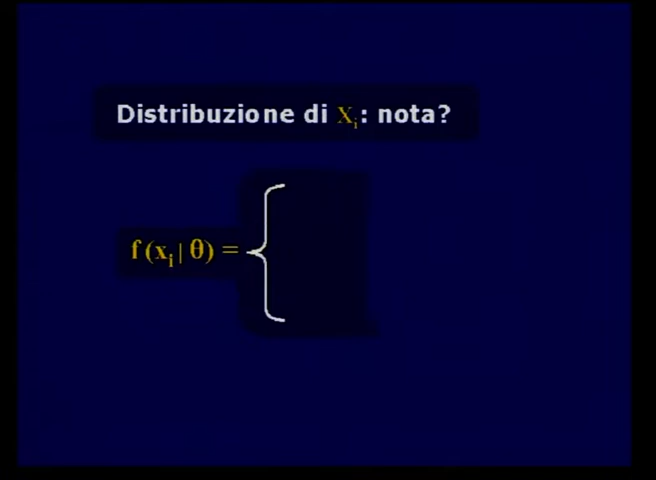 Distribuzione di Xi: nota?
f (xi | θ) =